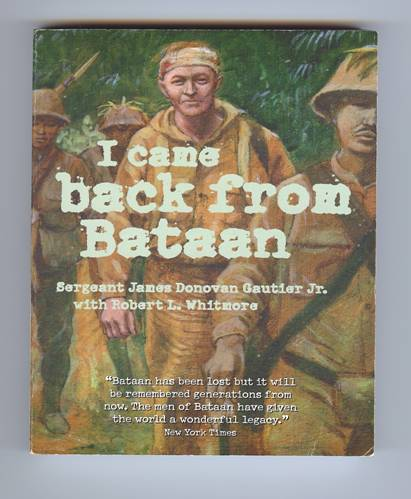 I came
back from
Bataan
Sergeant James Donovan Gautier Jr.
with Robert L. Whitmore
“Bataan has been lost but it will
be remembered generations from
now. The men of Bataan have given
the world a wonderful legacy.”
New York Times